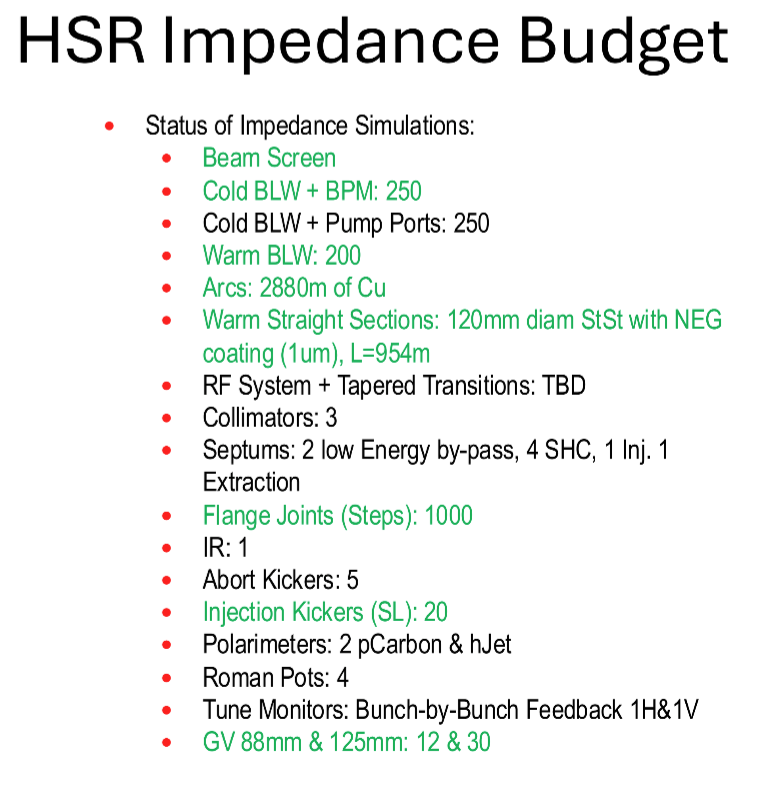 HSR Impedance Budget
• Status of Impedance Simulations:
• Beam Screen
• Cold BLW + BPM: 250
• Cold BLW + Pump Ports: 250
• Warm BLW: 200
• Arcs: 2880m of Cu
• Warm Straight Sections: 120mm diam StSt with NEG
coating (1um), L=954m
• RF System + Tapered Transitions: TBD
• Collimators: 3
• Septums: 2 low Energy by-pass, 4 SHC, 1 Inj. 1
Extraction
• Flange Joints (Steps): 1000
• IR: 1
• Abort Kickers: 5
• Injection Kickers (SL): 20
• Polarimeters: 2 pCarbon & hJet
• Roman Pots: 4
• Tune Monitors: Bunch-by-Bunch Feedback 1H&1V
• GV 88mm & 125mm: 12 & 30